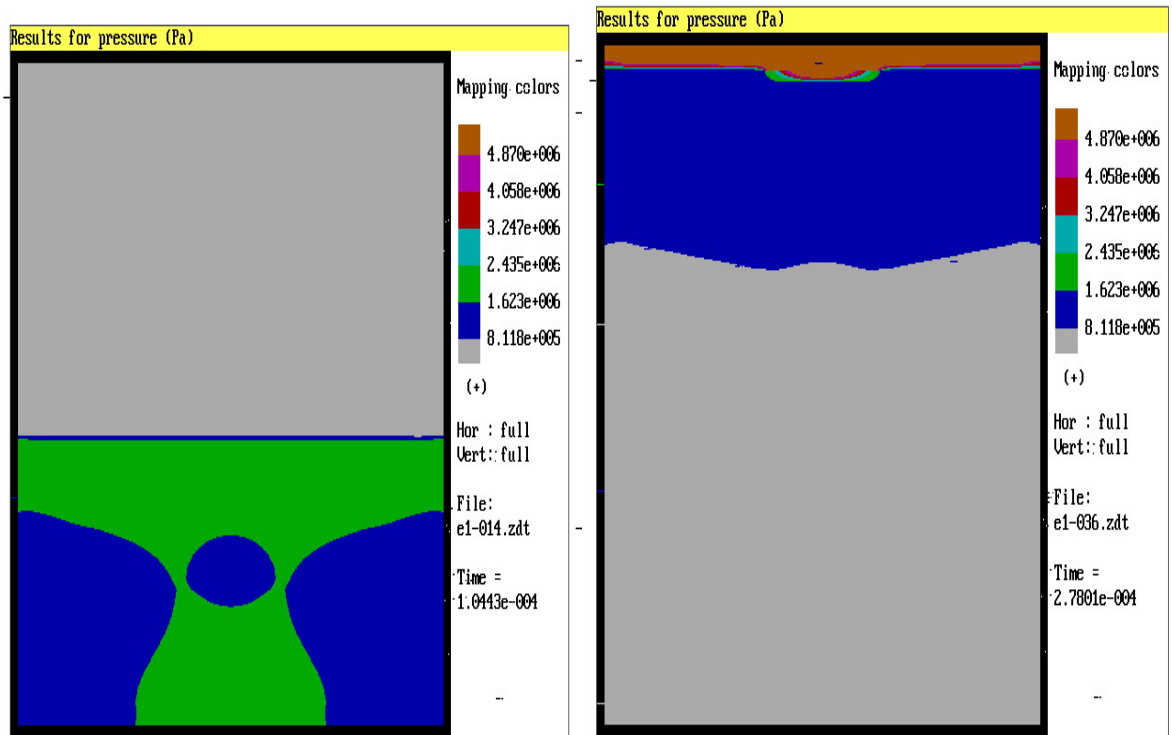 Results for pressure (Pa)
Mapping colors
4.870e+006
4.058e+006
3.247e+006
2.435e+006
1.623e+006
8.118e+005
(+)
Hor : full
Vert: full
File:
e1-014.zdt
Time =
1.0443e-004
Results for pressure (Pa)
Mapping colors
4.870e+006
4.058e+006
3.247e+006
2.435e+006
1.623e+006
8.118e+005
(+)
Hor : full
Vert: full
File:
e1-036.zdt
Time =
2.7801e-004